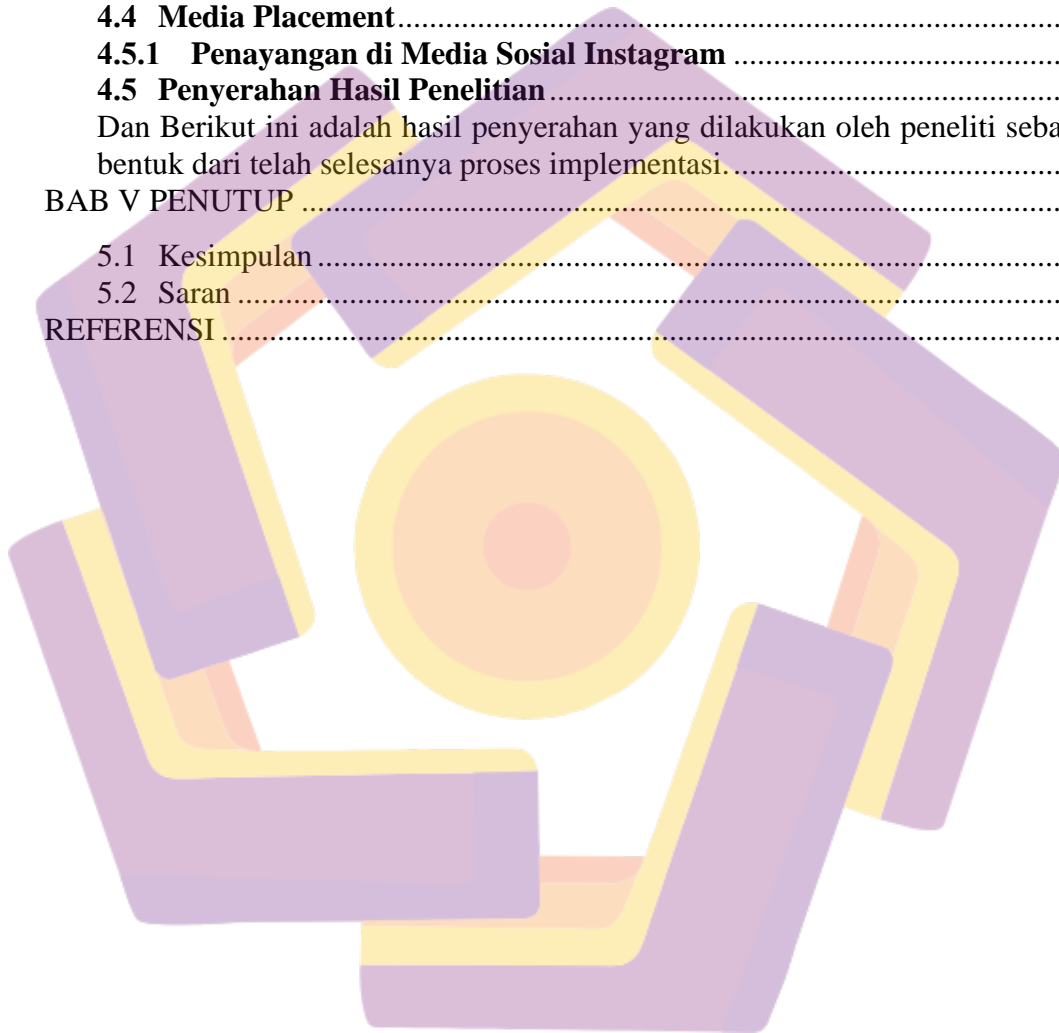 4.4 Media Placement................................................................
4.5.1 Penayangan di Media Sosial Instagram................................
4.5 Penyerahan Hasil Penelitian................................................
Dan Berikut ini adalah hasil penyerahan yang dilakukan oleh peneliti seba
bentuk dari telah selesainya proses implementasi................................
BAB V PENUTUP................................................................
5.1 Kesimpulan................................................................
5.2 Saran................................................................
REFERENSI................................................................